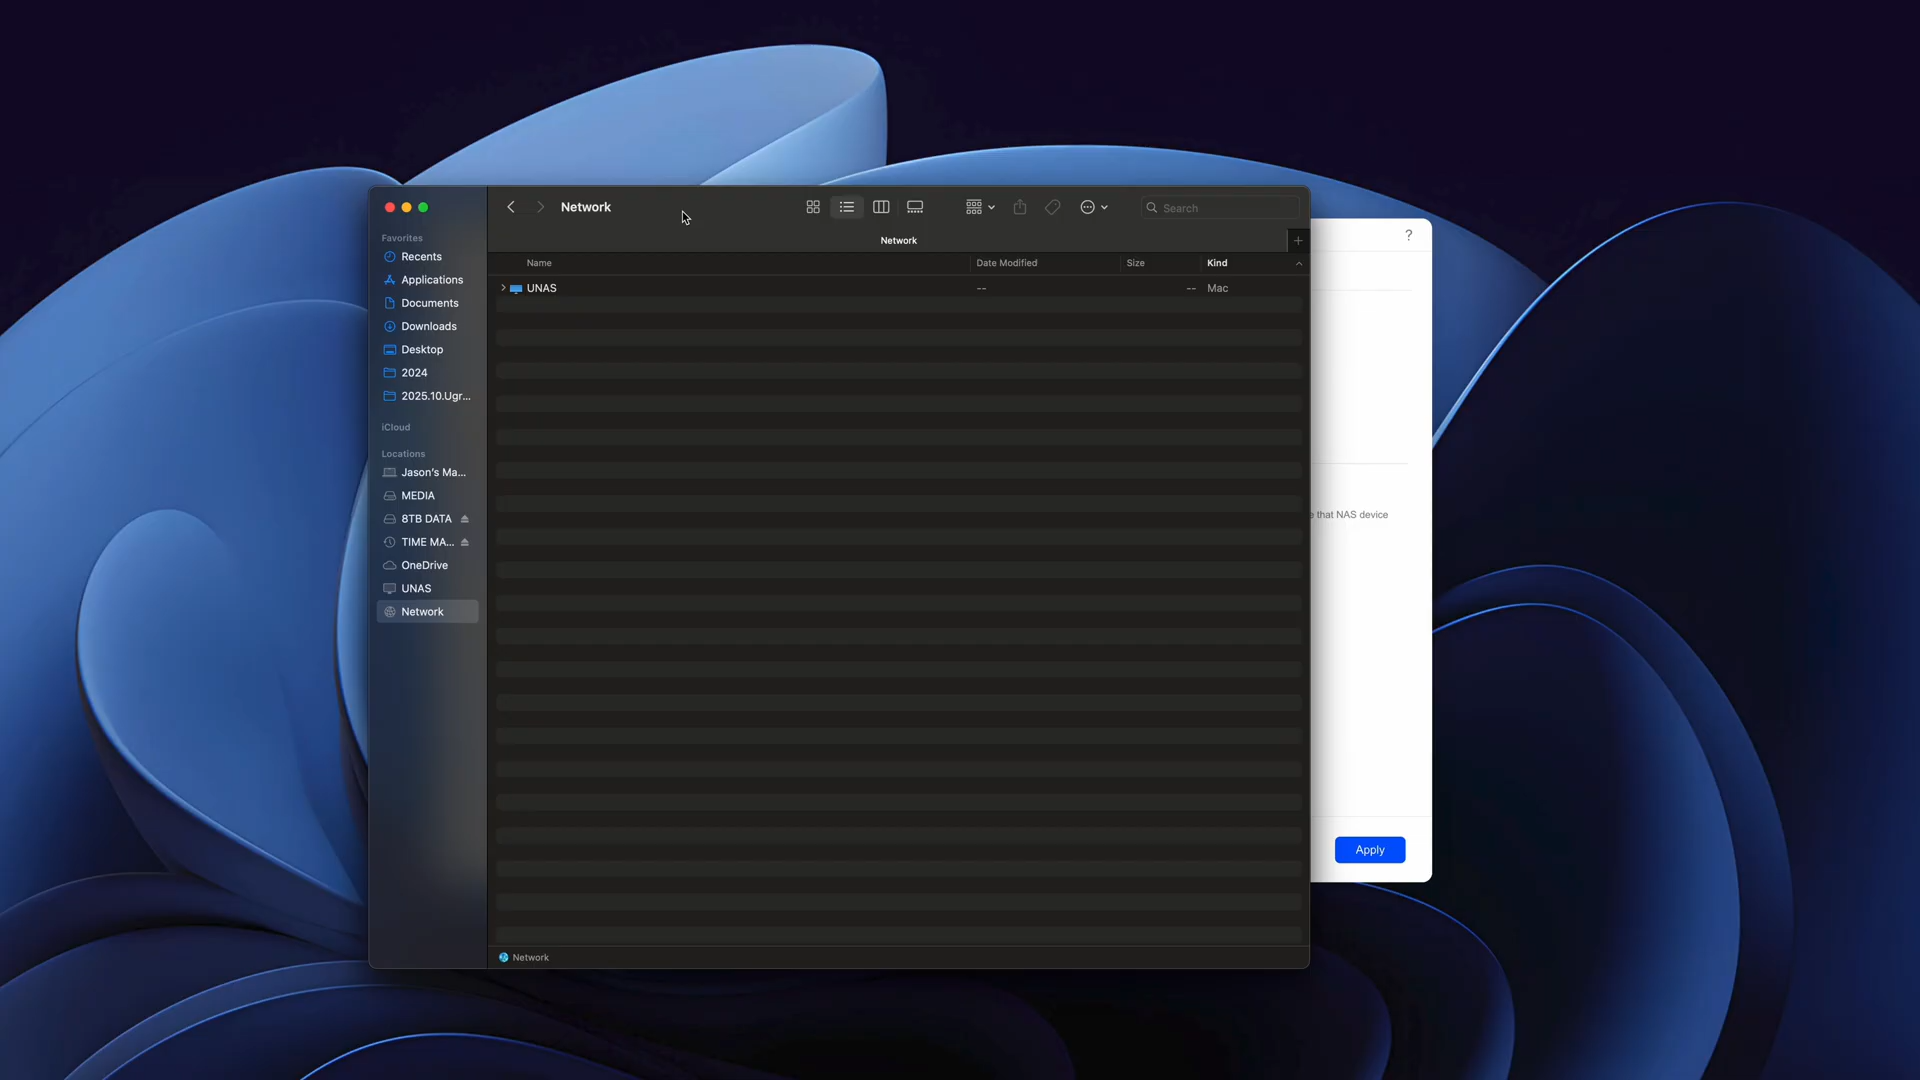 Network
Search
Network
Name
Date Modified
Size
Kind
UNAS
--
--
Mac
Favorites
Recents
Applications
Documents
Downloads
Desktop
2024
2025.10.Ugr...
iCloud
Locations
Jason's Ma...
MEDIA
8TB DATA
TIME MA...
OneDrive
UNAS
Network
Network
?
that NAS device
Apply